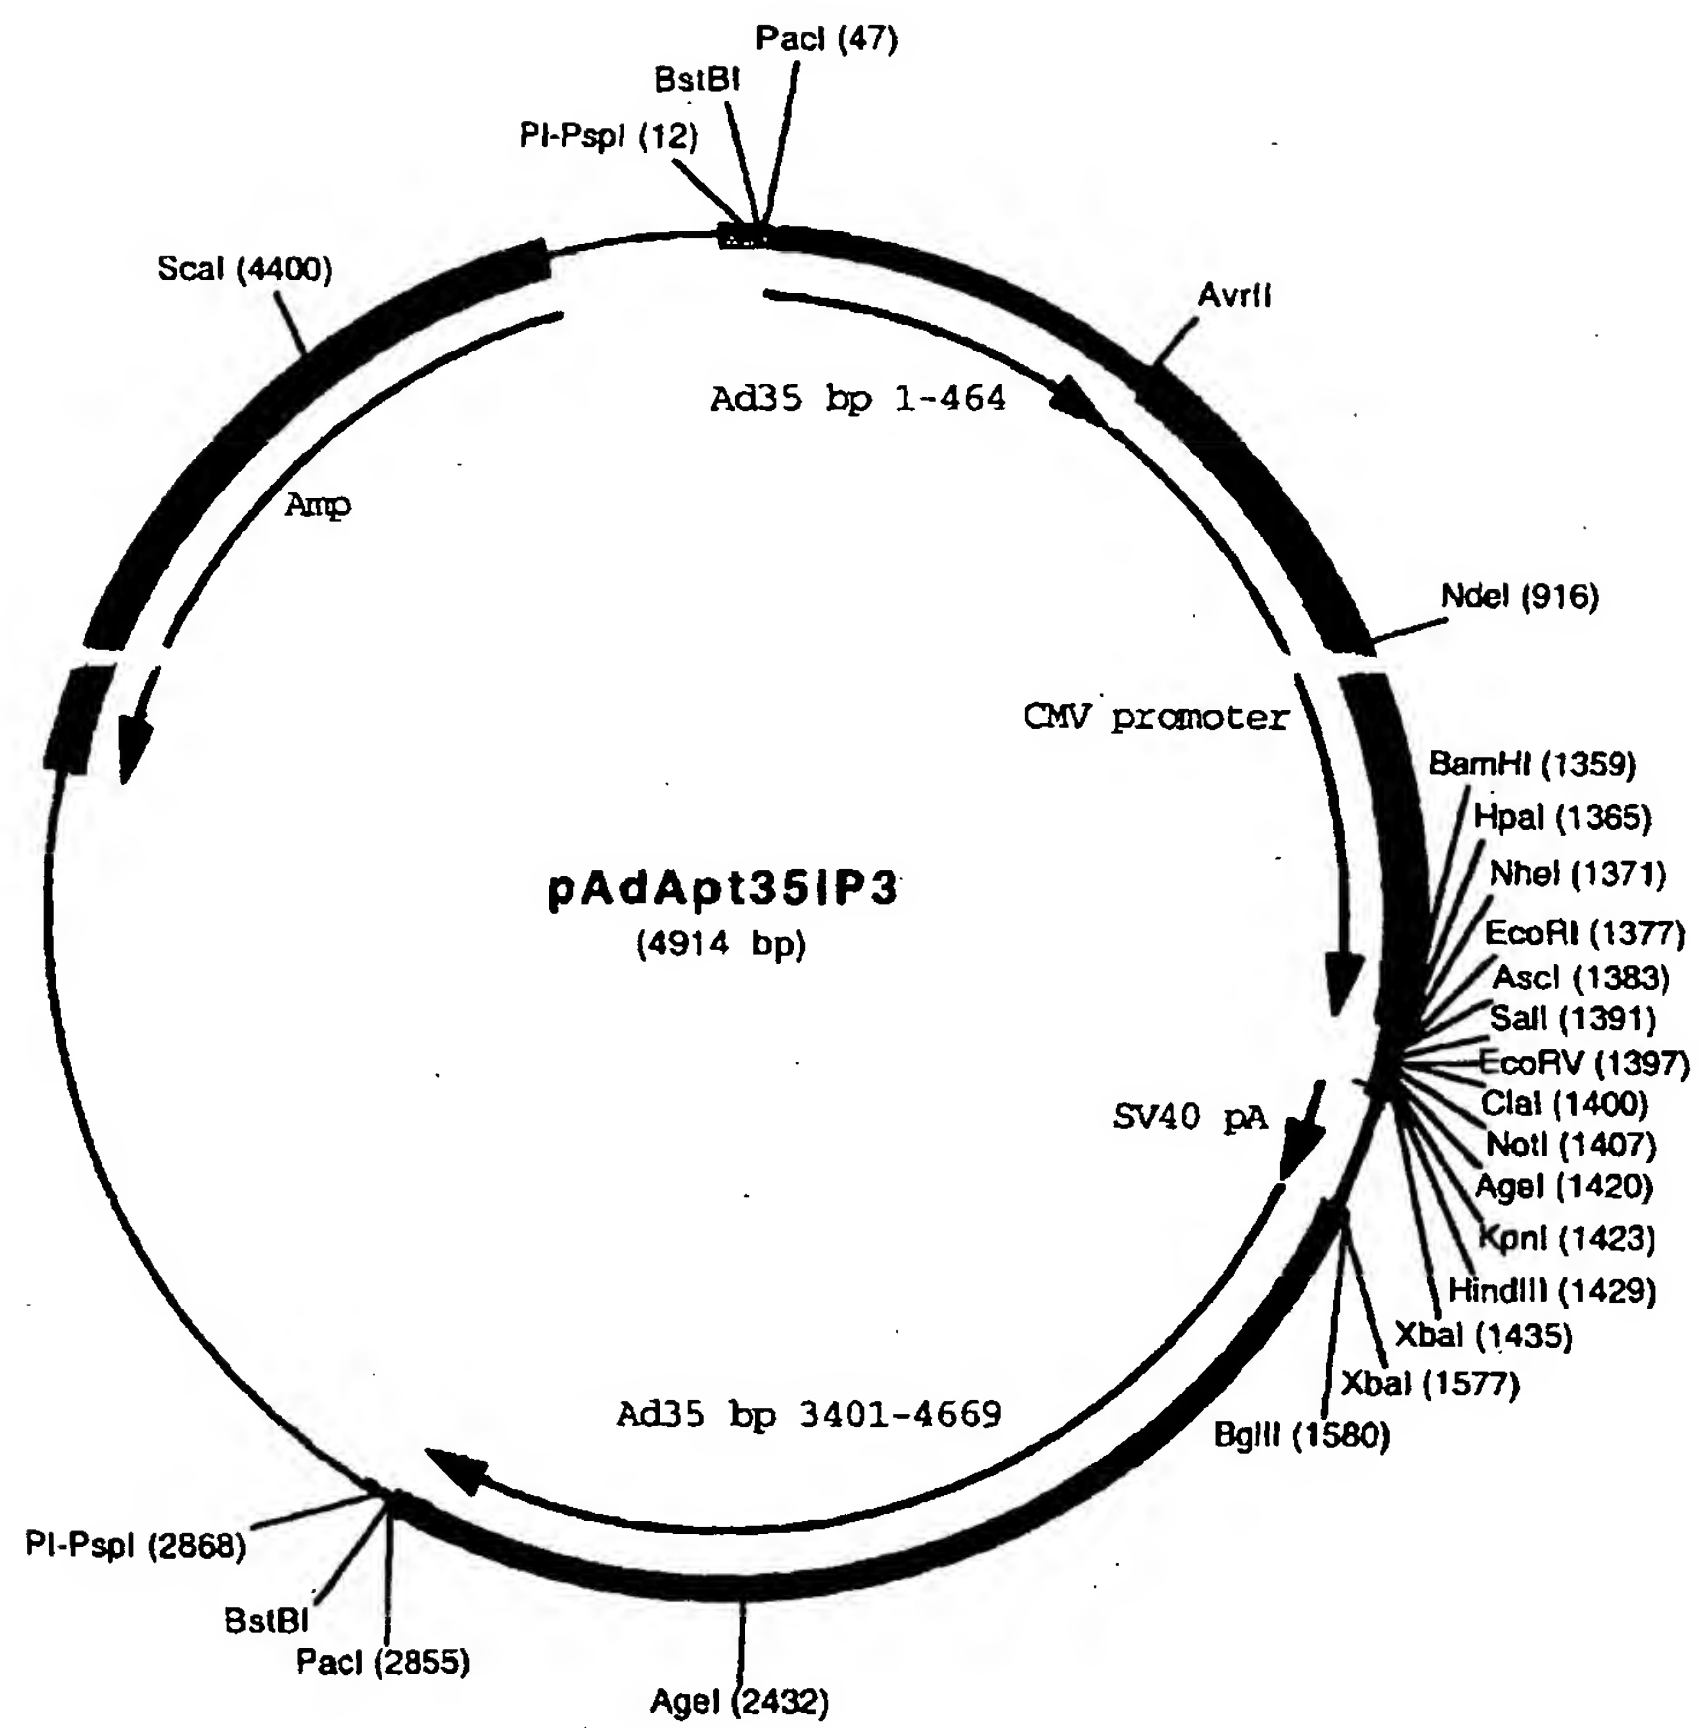 PacI (47)
BstBI
PI-PspI (12)
ScaI (4400)
AvrII
Ad35 bp 1-464
Amp
NdeI (916)
CMV promoter
BamHI (1359)
HpaI (1365)
NheI (1371)
pAdApt35IP3
(4914 bp)
EcoRI (1377)
AscI (1383)
SalI (1391)
EcoRV (1397)
ClaI (1400)
SV40 pA
NotI (1407)
AgeI (1420)
KpnI (1423)
HindIII (1429)
XbaI (1435)
XbaI (1577)
Ad35 bp 3401-4669
BglII (1580)
PI-PspI (2868)
BstBI
PacI (2855)
AgeI (2432)